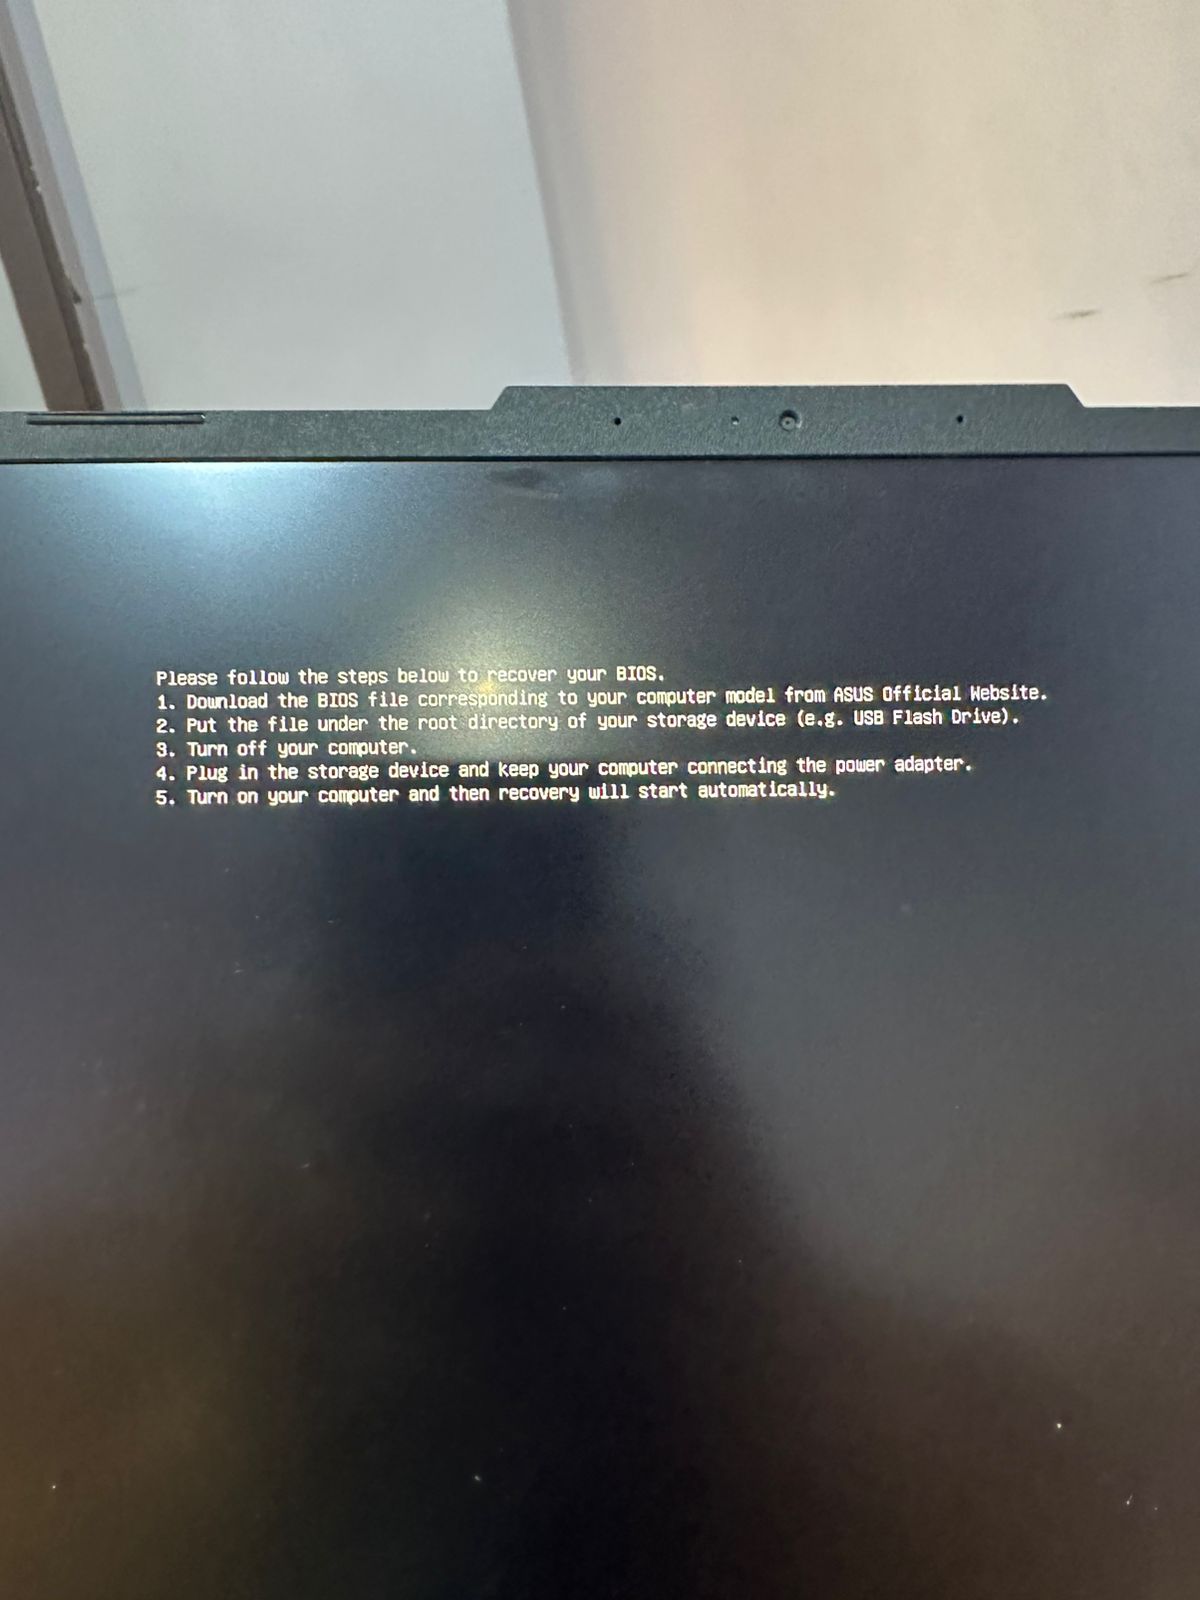 Please follow the steps below to recover your BIOS.
1. Download the BIOS file corresponding to your computer model from ASUS Official Website.
2. Put the file under the root directory of your storage device (e.g. USB Flash Drive).
3. Turn off your computer.
4. Plug in the storage device and keep your computer connecting the power adapter.
5. Turn on your computer and then recovery will start automatically.